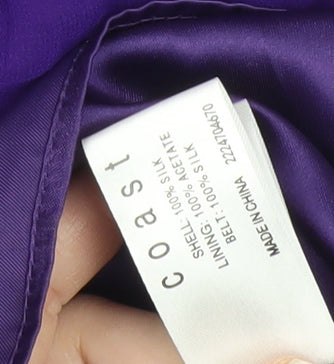 coast
SHELL: 100% SILK
LINING: 100% ACETATE
BELT: 100% SILK
2224704670
MADE IN CHINA